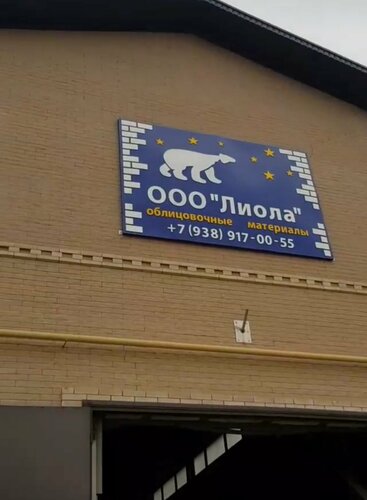 ООО "Лиола"
облицовочные материалы
+7 (938) 917-00-55